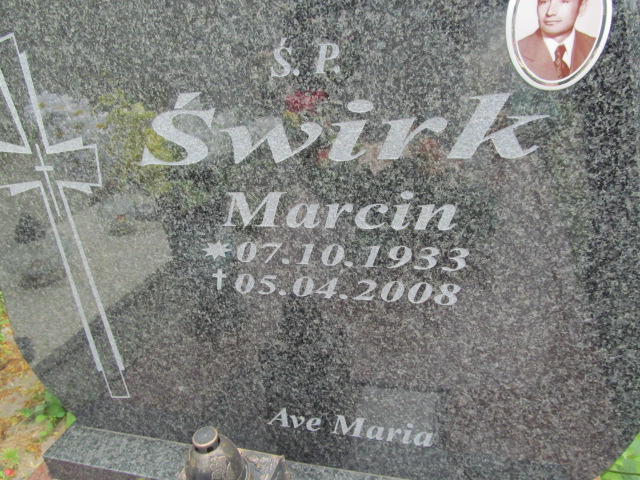 Ś. P.
Świrk
Marcin
* 07.10.1933
† 05.04.2008
Ave Maria